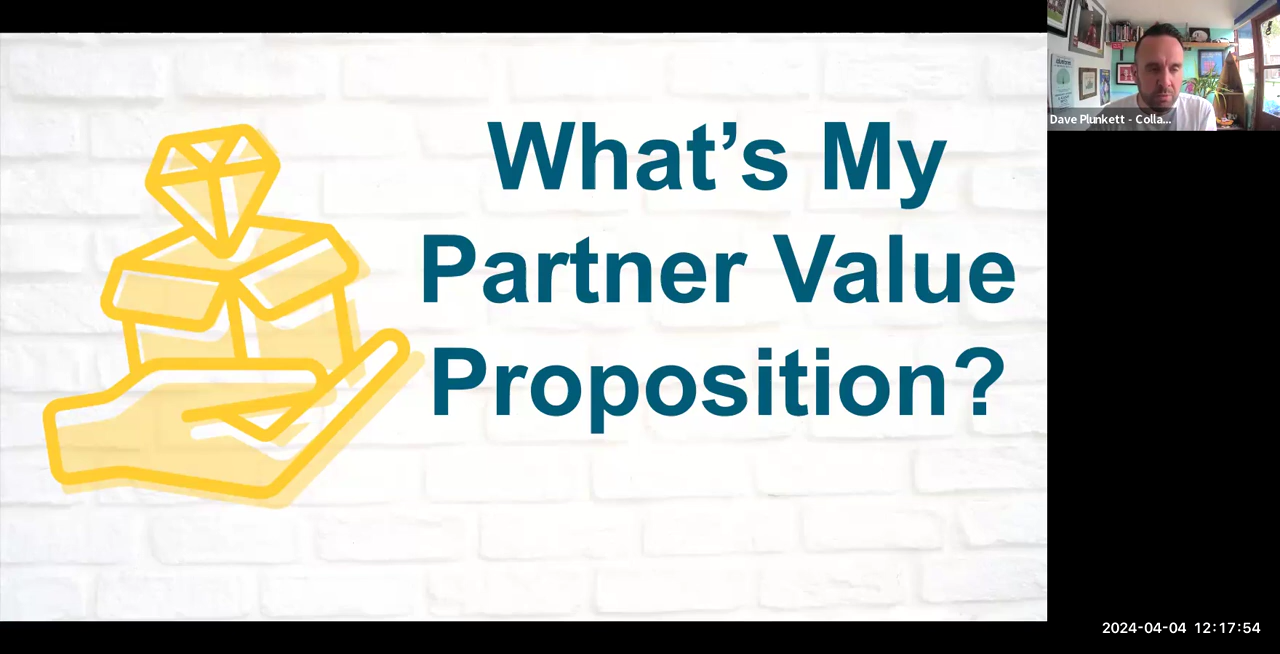 What’s My
Partner Value
Proposition?
Dave Plunkett - Colla...
2024-04-04 12:17:54